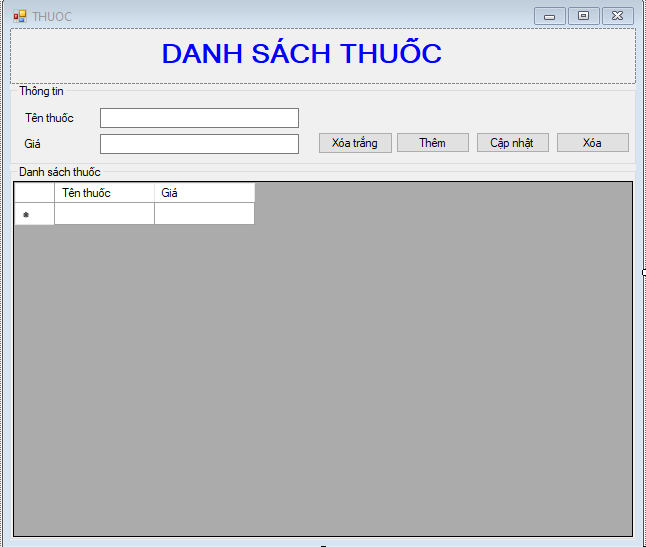 THUOC
DANH SÁCH THUỐC
Thông tin
Tên thuốc
Giá
Xóa trắng Thêm Cập nhật Xóa
Danh sách thuốc
Tên thuốc Giá